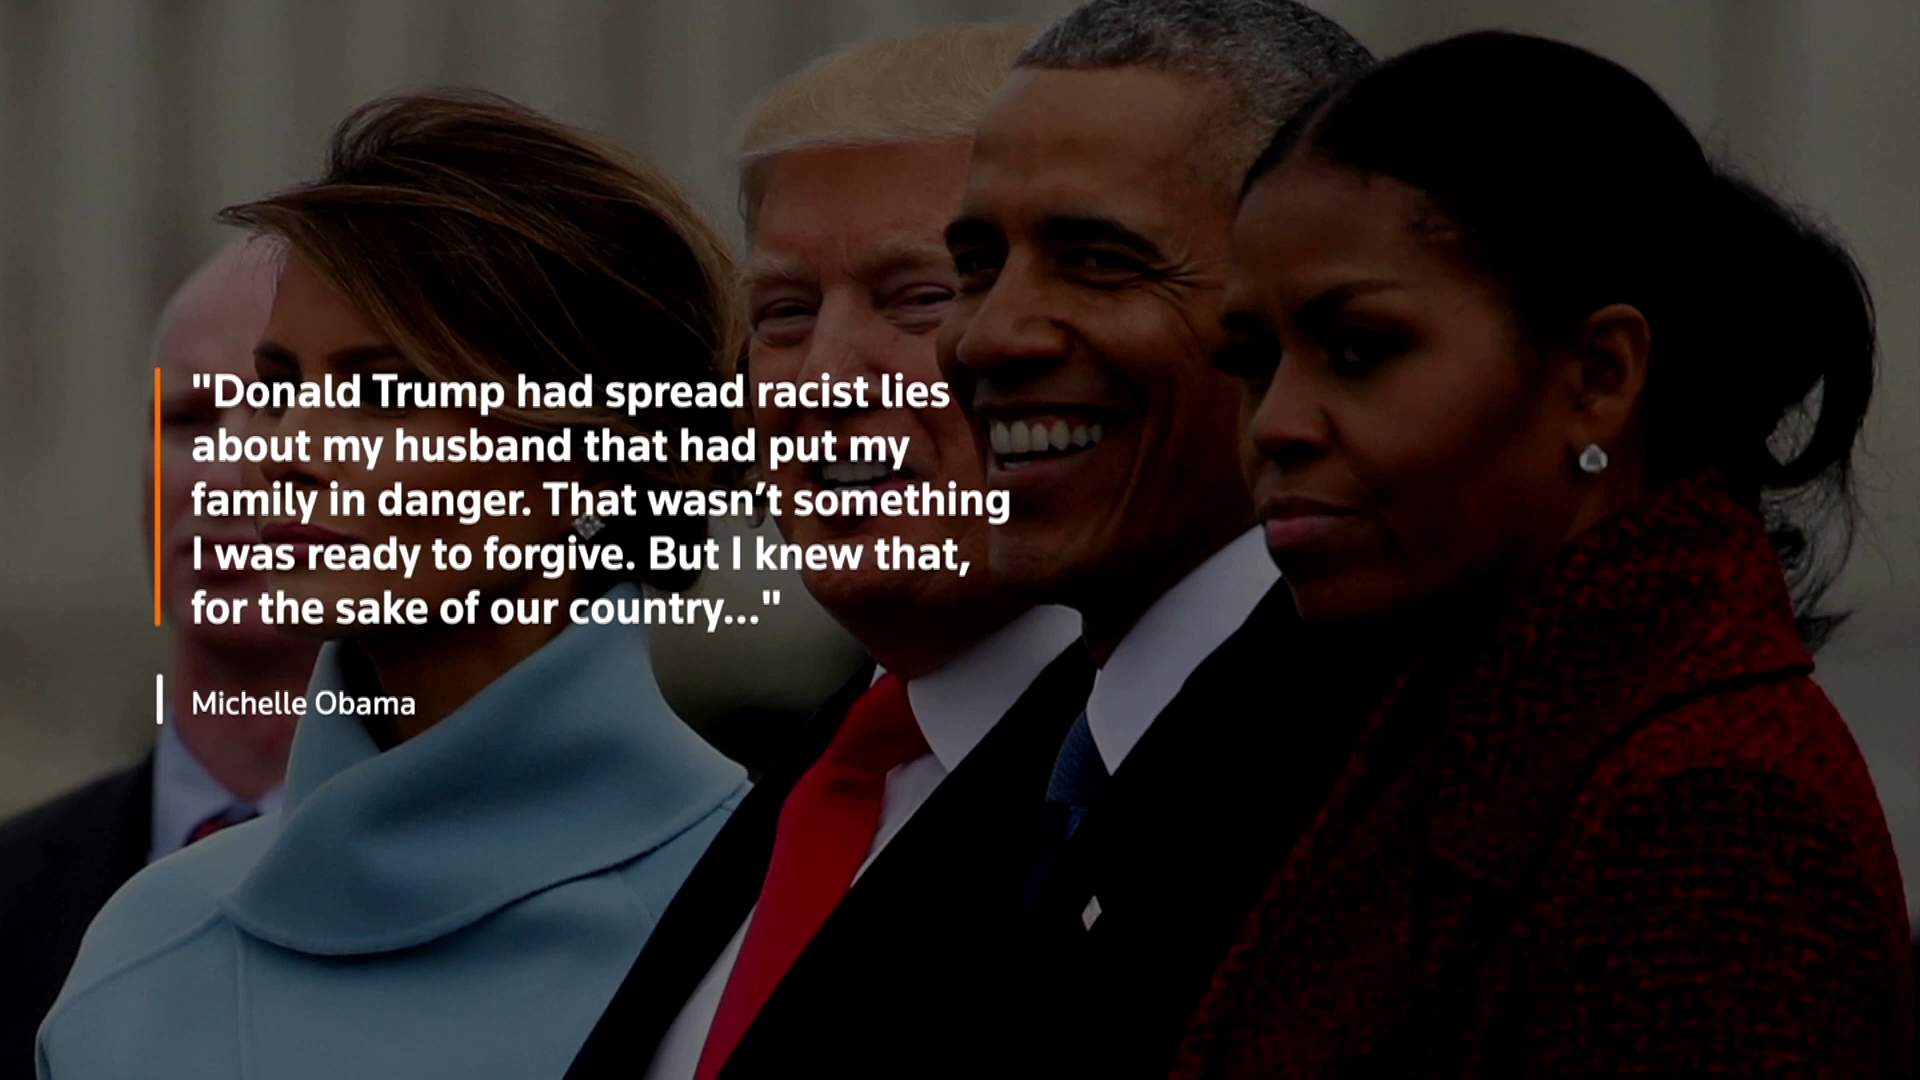 "Donald Trump had spread racist lies
about my husband that had put my
family in danger. That wasn’t something
I was ready to forgive. But I knew that,
for the sake of our country..."
Michelle Obama